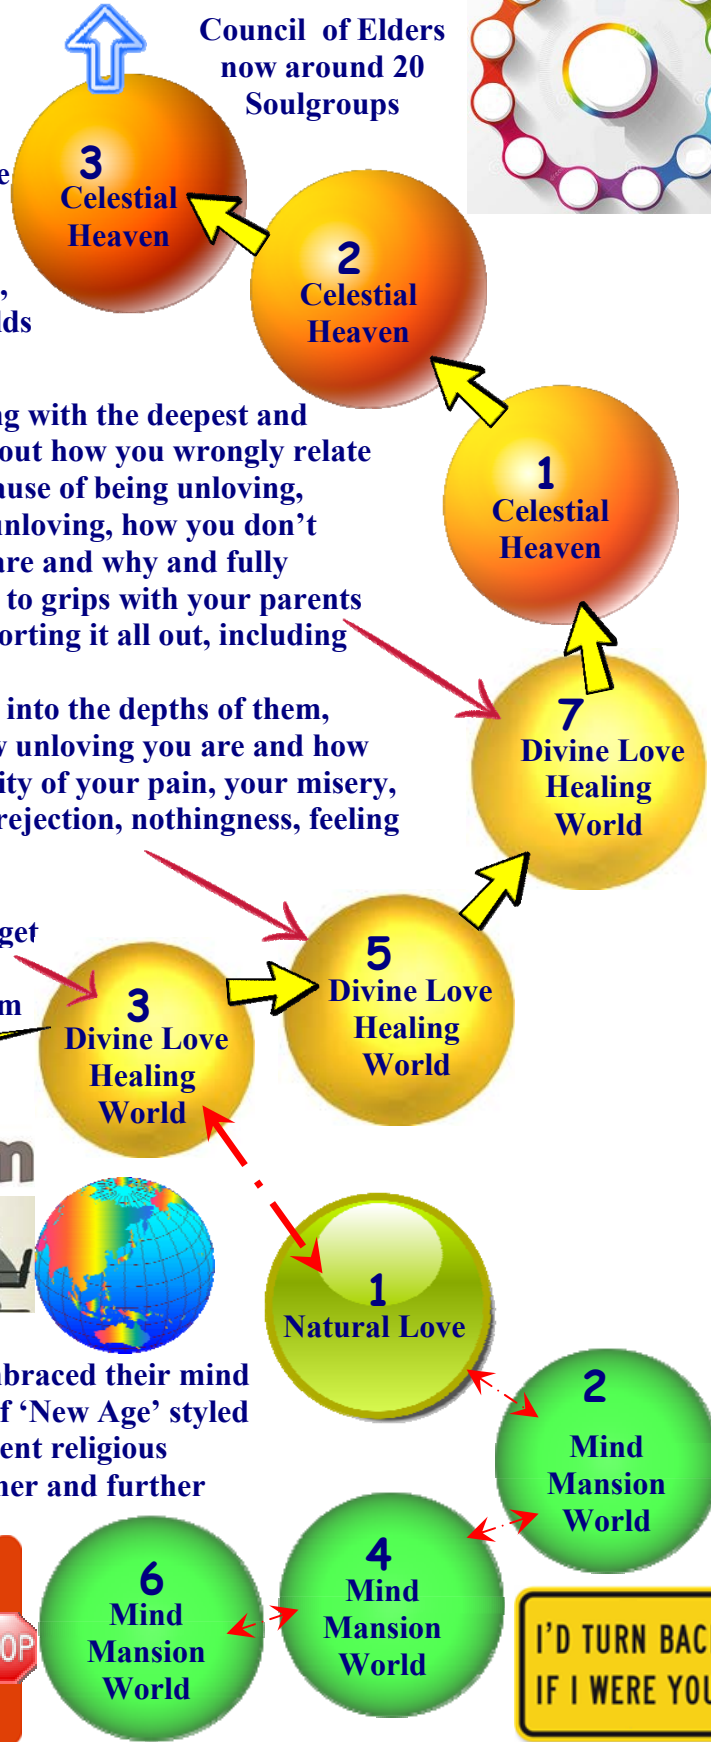 Council of Elders
now around 20
Soulgroups
3
Celestial
Heaven
2
Celestial
Heaven
ng with the deepest and
out how you wrongly relate
ause of being unloving,
unloving, how you don’t
are and why and fully
to grips with your parents
orting it all out, including
1
Celestial
Heaven
into the depths of them,
unloving you are and how
ity of your pain, your misery,
rejection, nothingness, feeling
7
Divine Love
Healing
World
get
5
Divine Love
Healing
World
3
Divine Love
Healing
World
1
Natural Love
braced their mind
f ‘New Age’ styled
ent religious
her and further
2
Mind
Mansion
World
4
Mind
Mansion
World
6
Mind
Mansion
World
OP
I’D TURN BAC
IF I WERE YOU